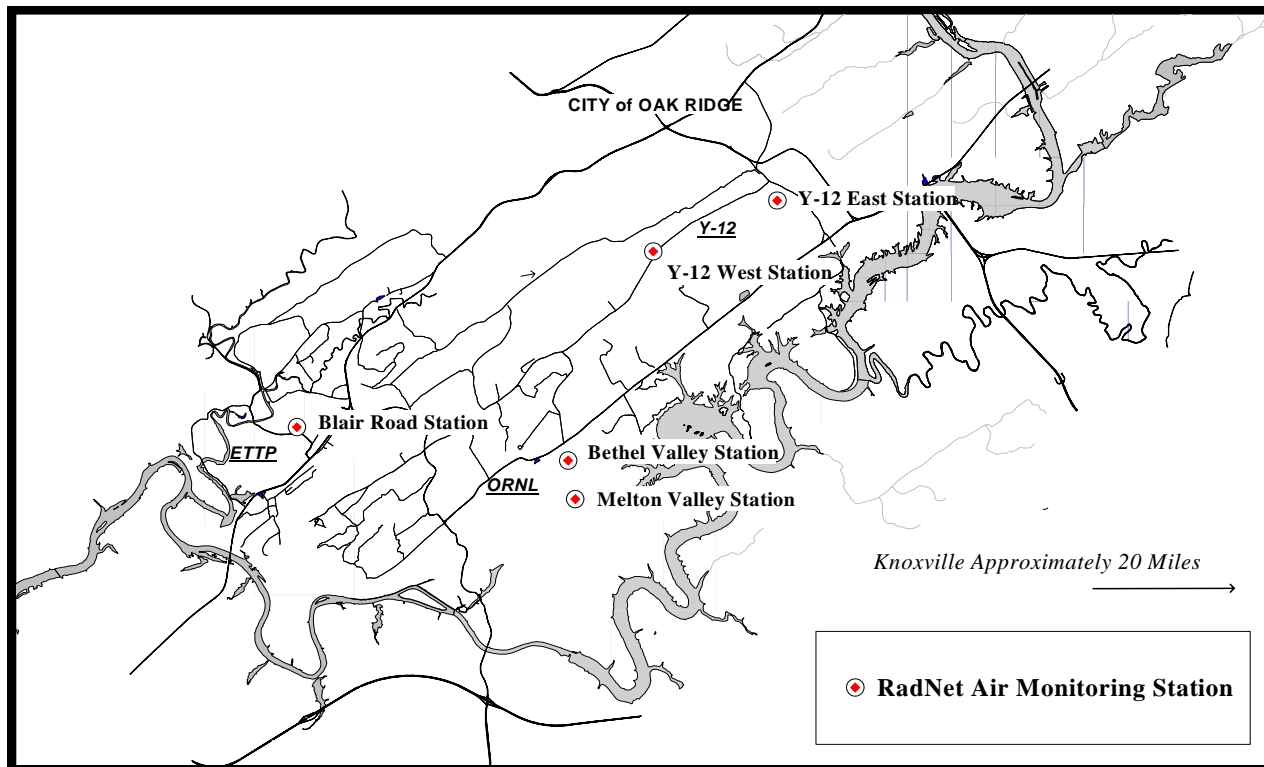 CITY of OAK RIDGE
Y-12 East Station
Y-12
Y-12 West Station
Blair Road Station
ETTP
Bethel Valley Station
ORNL
Melton Valley Station
Knoxville Approximately 20 Miles
RadNet Air Monitoring Station